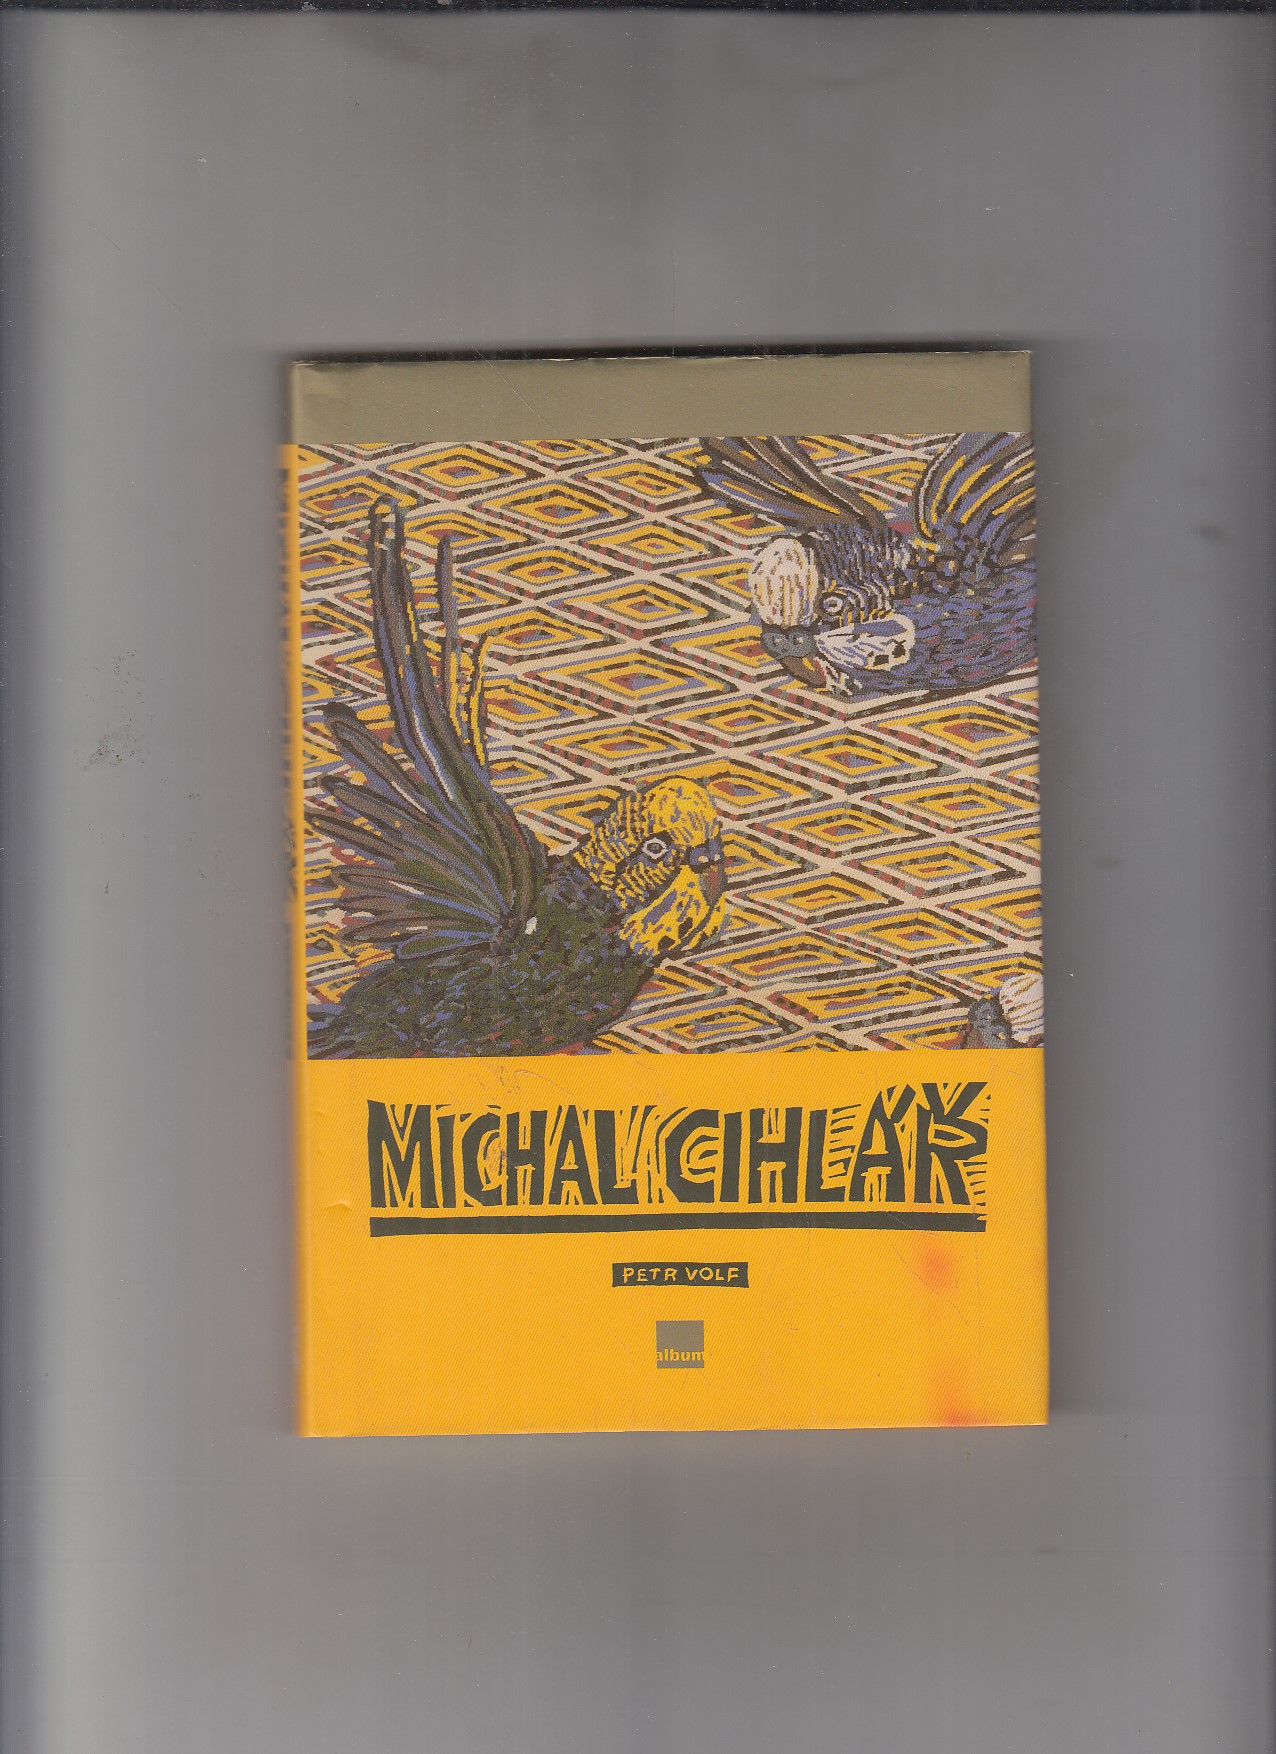 MICHAL CIHLÁŘ
PETR VOLF
album